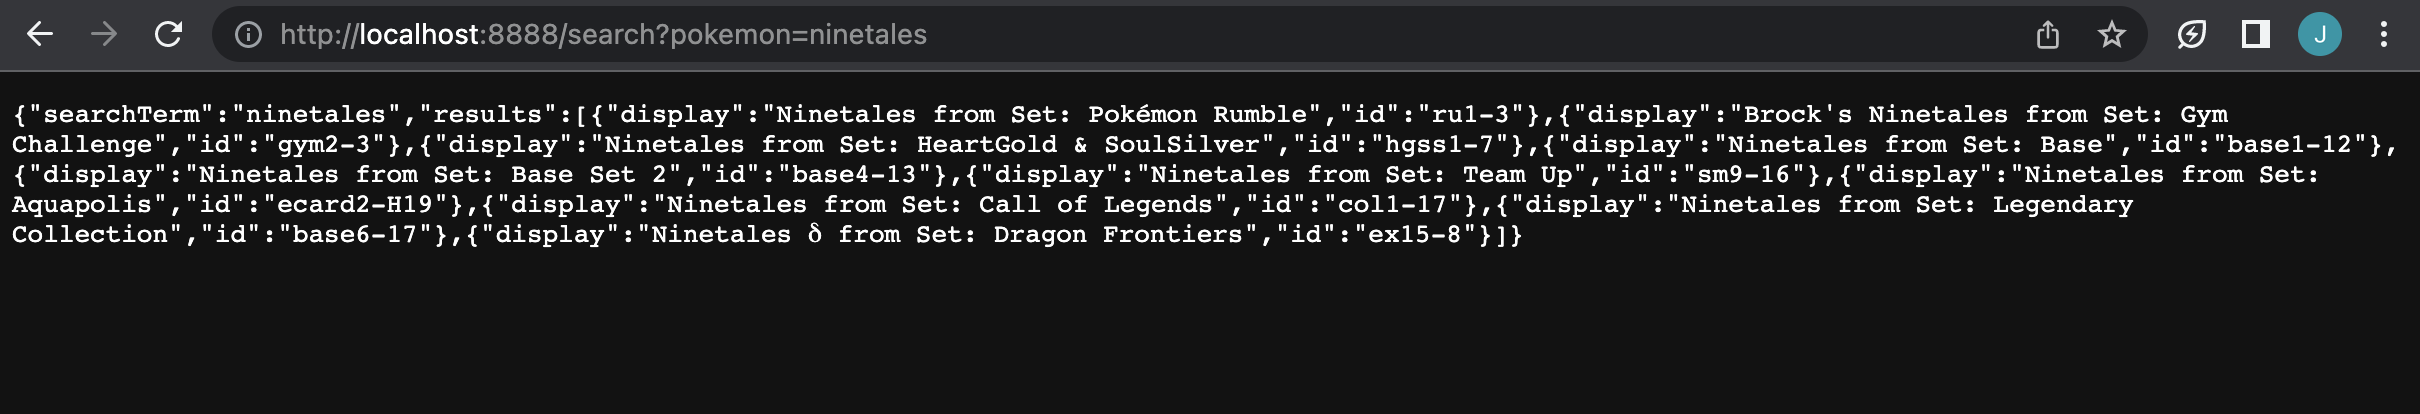 http://localhost:8888/search?pokemon=ninetales
J
{"searchTerm":"ninetales","results":[{"display":"Ninetales from Set: Pokémon Rumble","id":"ru1-3"},{"display":"Brock's Ninetales from Set: Gym
Challenge","id":"gym2-3"},{"display":"Ninetales from Set: HeartGold & SoulSilver","id":"hgss1-7"},{"display":"Ninetales from Set: Base","id":"base1-12"},
{"display":"Ninetales from Set: Base Set 2","id":"base4-13"},{"display":"Ninetales from Set: Team Up","id":"sm9-16"},{"display":"Ninetales from Set:
Aquapolis","id":"ecard2-H19"},{"display":"Ninetales from Set: Call of Legends","id":"col1-17"},{"display":"Ninetales from Set: Legendary
Collection","id":"base6-17"},{"display":"Ninetales δ from Set: Dragon Frontiers","id":"ex15-8"}]}